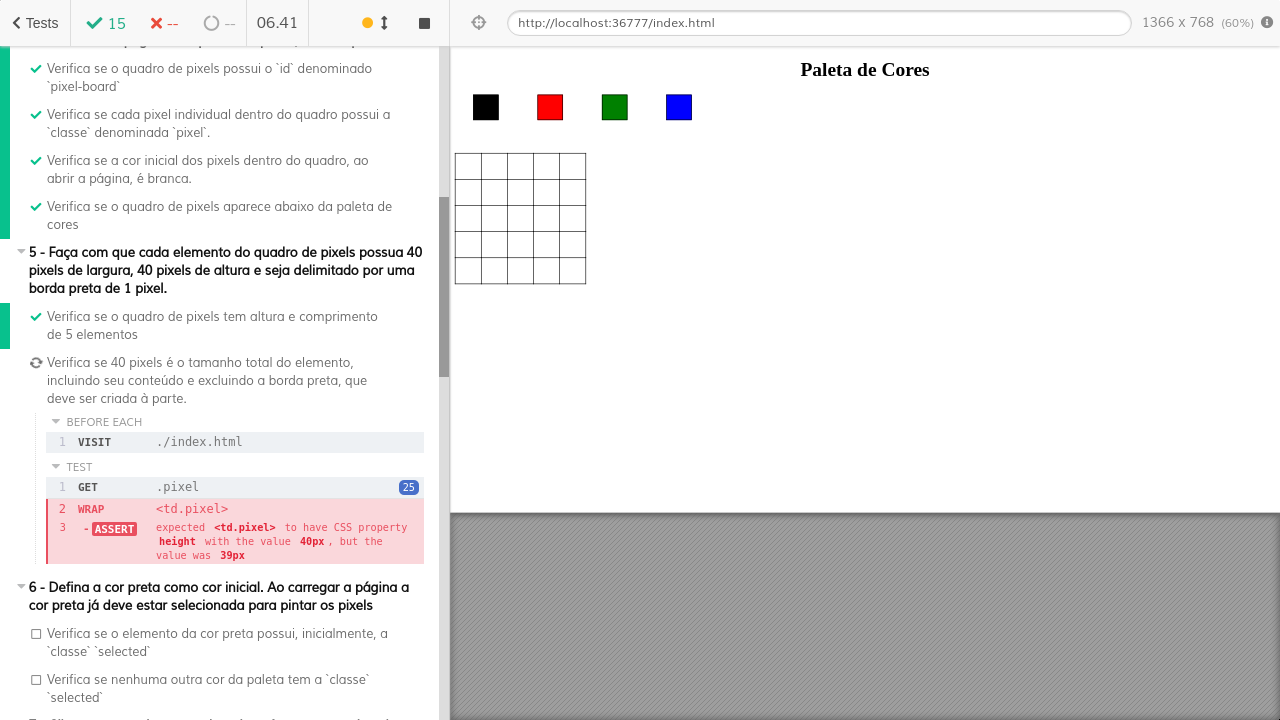 Tests
15
--
--
06.41
http://localhost:36777/index.html
1366 x 768 (60%)
Verifica se o quadro de pixels possui o `id` denominado
`pixel-board`
Verifica se cada pixel individual dentro do quadro possui a
`classe` denominada `pixel`.
Verifica se a cor inicial dos pixels dentro do quadro, ao
abrir a página, é branca.
Verifica se o quadro de pixels aparece abaixo da paleta de
cores
5 - Faça com que cada elemento do quadro de pixels possua 40
pixels de largura, 40 pixels de altura e seja delimitado por uma
borda preta de 1 pixel.
Verifica se o quadro de pixels tem altura e comprimento
de 5 elementos
Verifica se 40 pixels é o tamanho total do elemento,
incluindo seu conteúdo e excluindo a borda preta, que
deve ser criada à parte.
BEFORE EACH
1 VISIT ./index.html
TEST
1 GET .pixel 25
2 WRAP <td.pixel>
3 -ASSERT expected <td.pixel> to have CSS property
height with the value 40px, but the
value was 39px
6 - Defina a cor preta como cor inicial. Ao carregar a página a
cor preta já deve estar selecionada para pintar os pixels
Verifica se o elemento da cor preta possui, inicialmente, a
`classe` `selected`
Verifica se nenhuma outra cor da paleta tem a `classe`
`selected`
Paleta de Cores